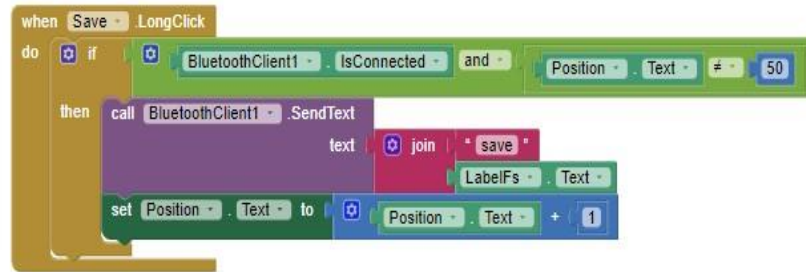 when Save .LongClick
do if BluetoothClient1 . IsConnected and Position . Text ≠ 50
then call BluetoothClient1 .SendText
text join " save "
LabelFs . Text
set Position . Text to Position . Text + 1